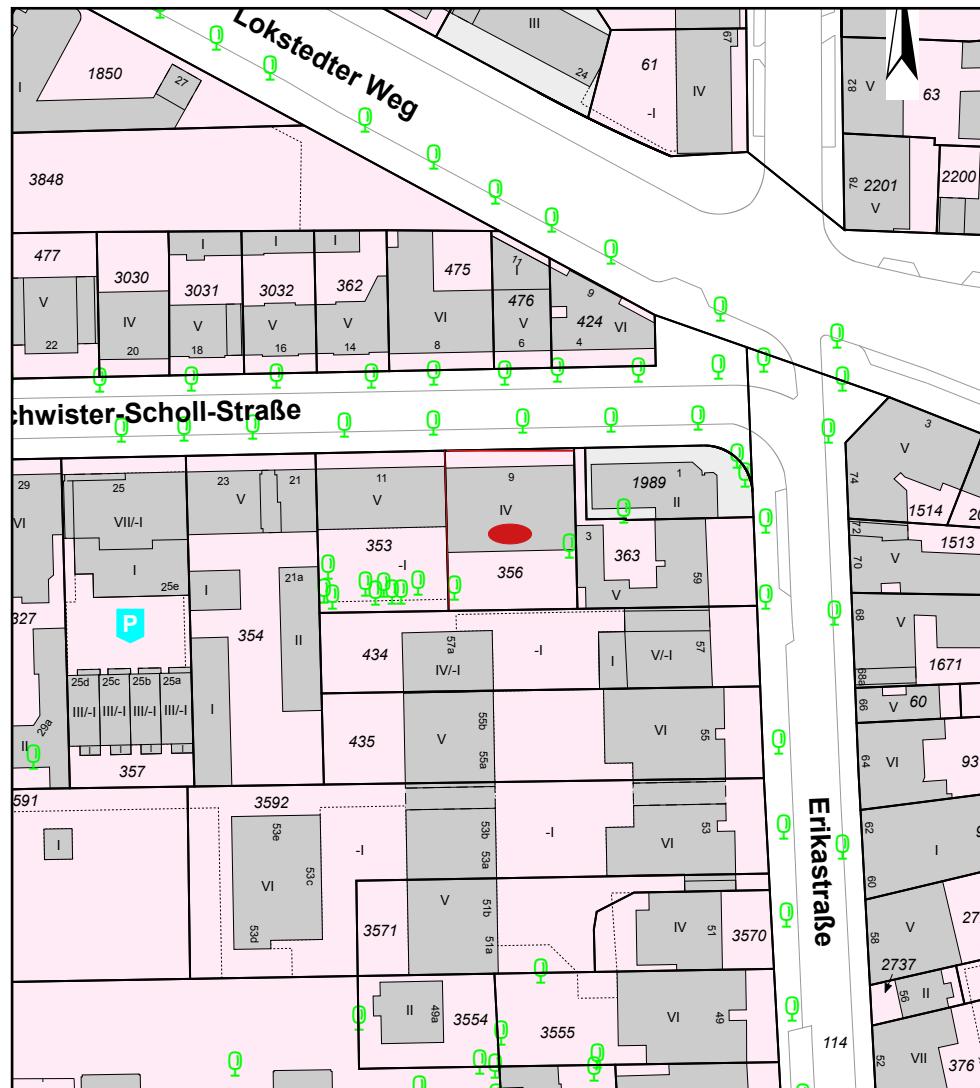 Lokstedter Weg
III
67
I
1850
27
24
61
IV
82
V
63
-I
3848
78
2201
V
2200
477
I
I
I
11
I
3030
3031
3032
362
475
476
9
424
V
IV
V
V
V
VI
V
VI
22
20
18
16
14
8
6
4
chwister-Scholl-Straße
29
25
23
21
11
9
1989
1
3
V
74
VI
VII/-I
V
V
IV
II
1514
20
353
-I
356
3
363
72
1513
I
25e
I
21a
V
59
70
V
327
P
354
II
434
57a
IV/-I
-I
I
V/-I
57
68
V
1671
25d
25c
25b
25a
III/-I
III/-I
III/-I
III/-I
I
29a
II
I
I
I
I
357
435
V
55b
55a
VI
55
68a
66
V
60
64
VI
93
591
3592
I
53e
VI
53c
53d
-I
53b
53a
-I
53
VI
Erikastraße
62
I
9
60
3571
V
51b
51a
IV
51
3570
58
V
27
2737
56
II
II
49a
3554
3555
VI
49
114
52
VII
376